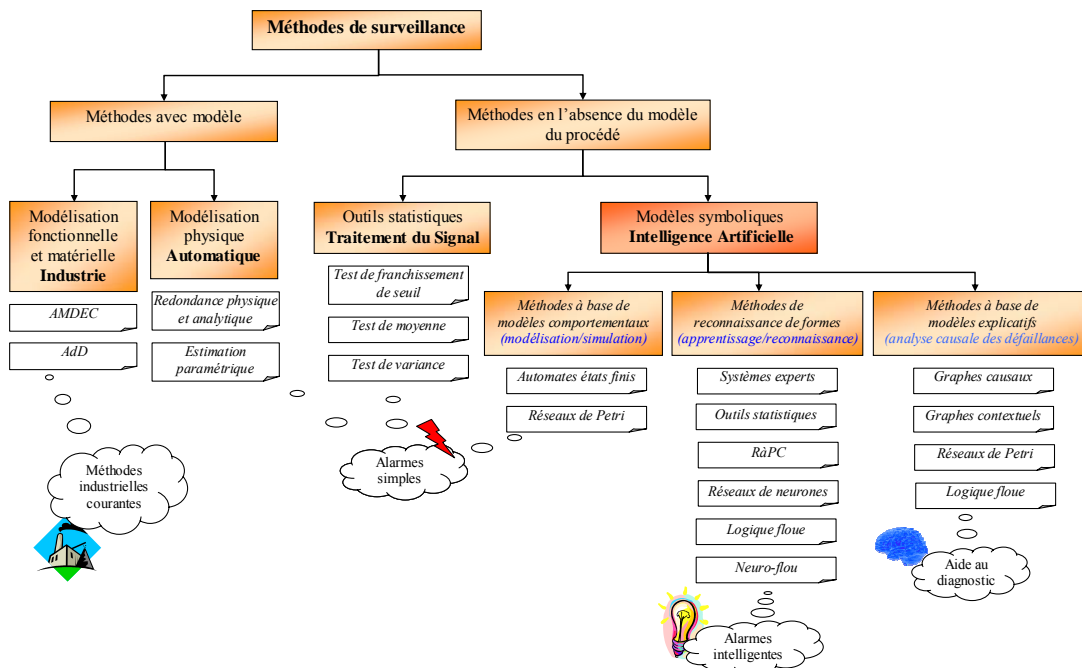 Méthodes de surveillance
Méthodes avec modèle
Méthodes en l'absence du modèle
du procédé
Modélisation
fonctionnelle
et matérielle
Industrie
Modélisation
physique
Automatique
Outils statistiques
Traitement du Signal
Modèles symboliques
Intelligence Artificielle
AMDEC
AdD
Redondance physique
et analytique
Estimation
paramétrique
Test de franchissement
de seuil
Test de moyenne
Test de variance
Méthodes à base de
modèles comportementaux
(modélisation/simulation)
Méthodes de
reconnaissance de formes
(apprentissage/reconnaissance)
Méthodes à base de
modèles explicatifs
(analyse causale des défaillances)
Automates états finis
Réseaux de Petri
Systèmes experts
Outils statistiques
RàPC
Réseaux de neurones
Logique floue
Neuro-flou
Graphes causaux
Graphes contextuels
Réseaux de Petri
Logique floue
Méthodes
industrielles
courantes
Alarmes
simples
Alarmes
intelligentes
Aide au
diagnostic